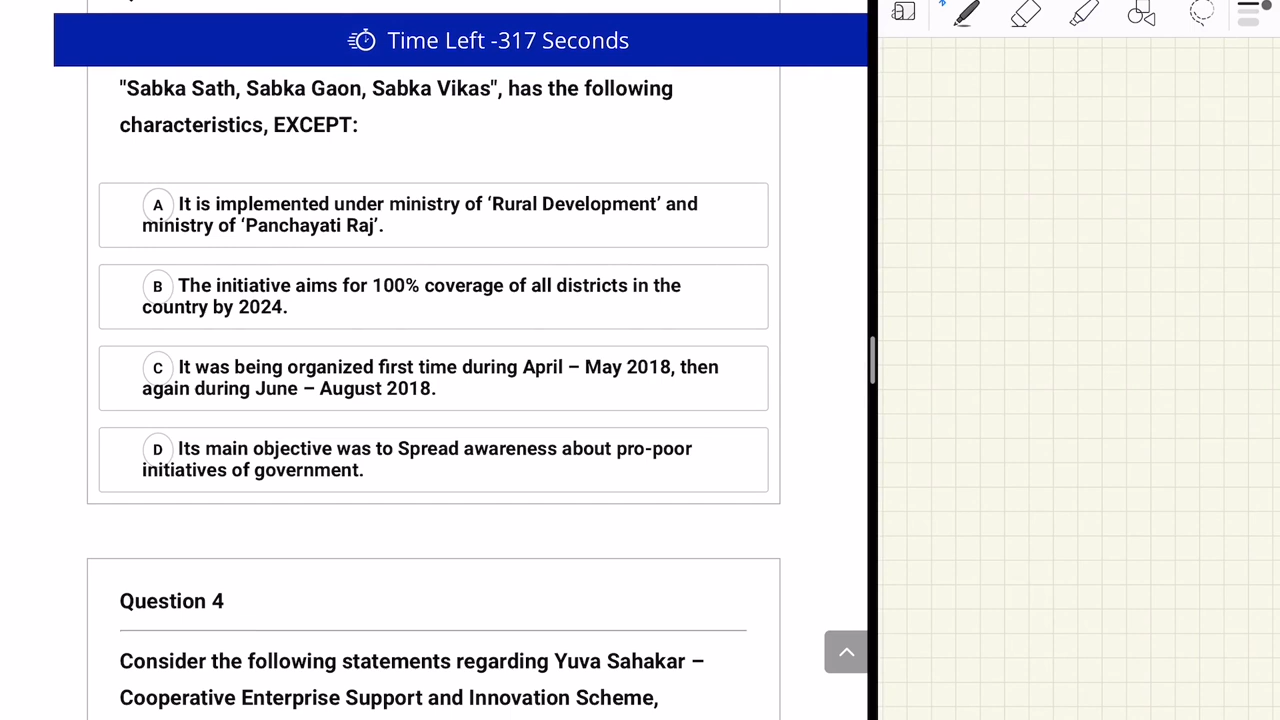 Time Left -317 Seconds
"Sabka Sath, Sabka Gaon, Sabka Vikas", has the following
characteristics, EXCEPT:
A It is implemented under ministry of ‘Rural Development’ and
ministry of ‘Panchayati Raj’.
B The initiative aims for 100% coverage of all districts in the
country by 2024.
C It was being organized first time during April – May 2018, then
again during June – August 2018.
D Its main objective was to Spread awareness about pro-poor
initiatives of government.
Question 4
Consider the following statements regarding Yuva Sahakar –
Cooperative Enterprise Support and Innovation Scheme,